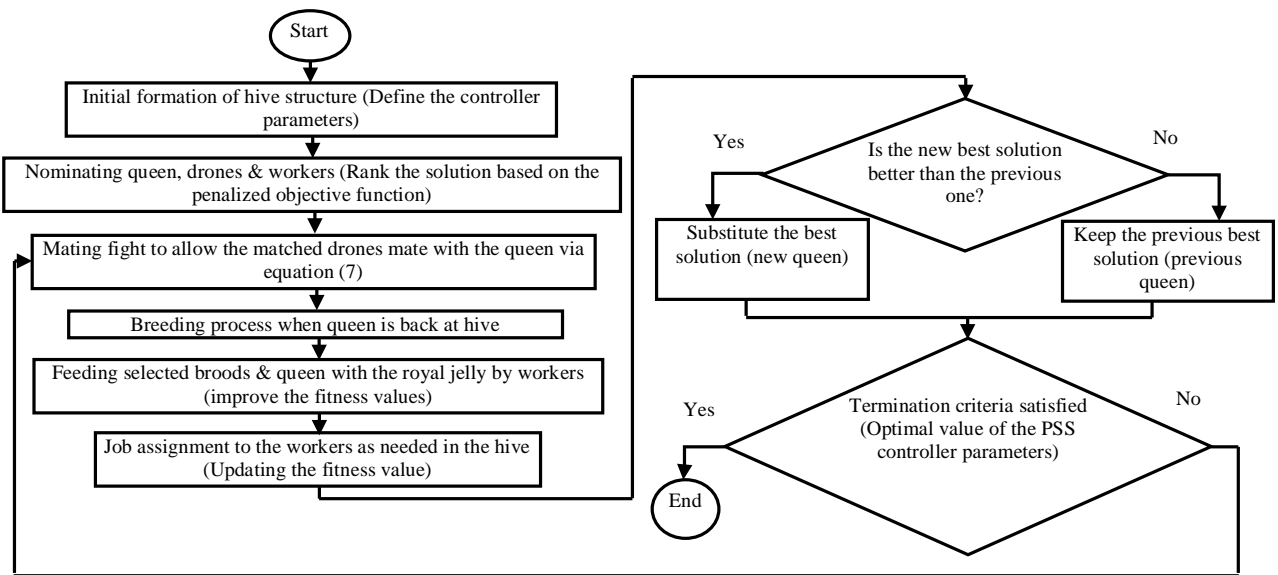 Start
Initial formation of hive structure (Define the controller
parameters)
Nominating queen, drones & workers (Rank the solution based on the
penalized objective function)
Mating fight to allow the matched drones mate with the queen via
equation (7)
Breeding process when queen is back at hive
Feeding selected broods & queen with the royal jelly by workers
(improve the fitness values)
Job assignment to the workers as needed in the hive
(Updating the fitness value)
Yes
No
Is the new best solution
better than the previous
one?
Substitute the best
solution (new queen)
Keep the previous best
solution (previous
queen)
Yes
No
Termination criteria satisfied
(Optimal value of the PSS
controller parameters)
End